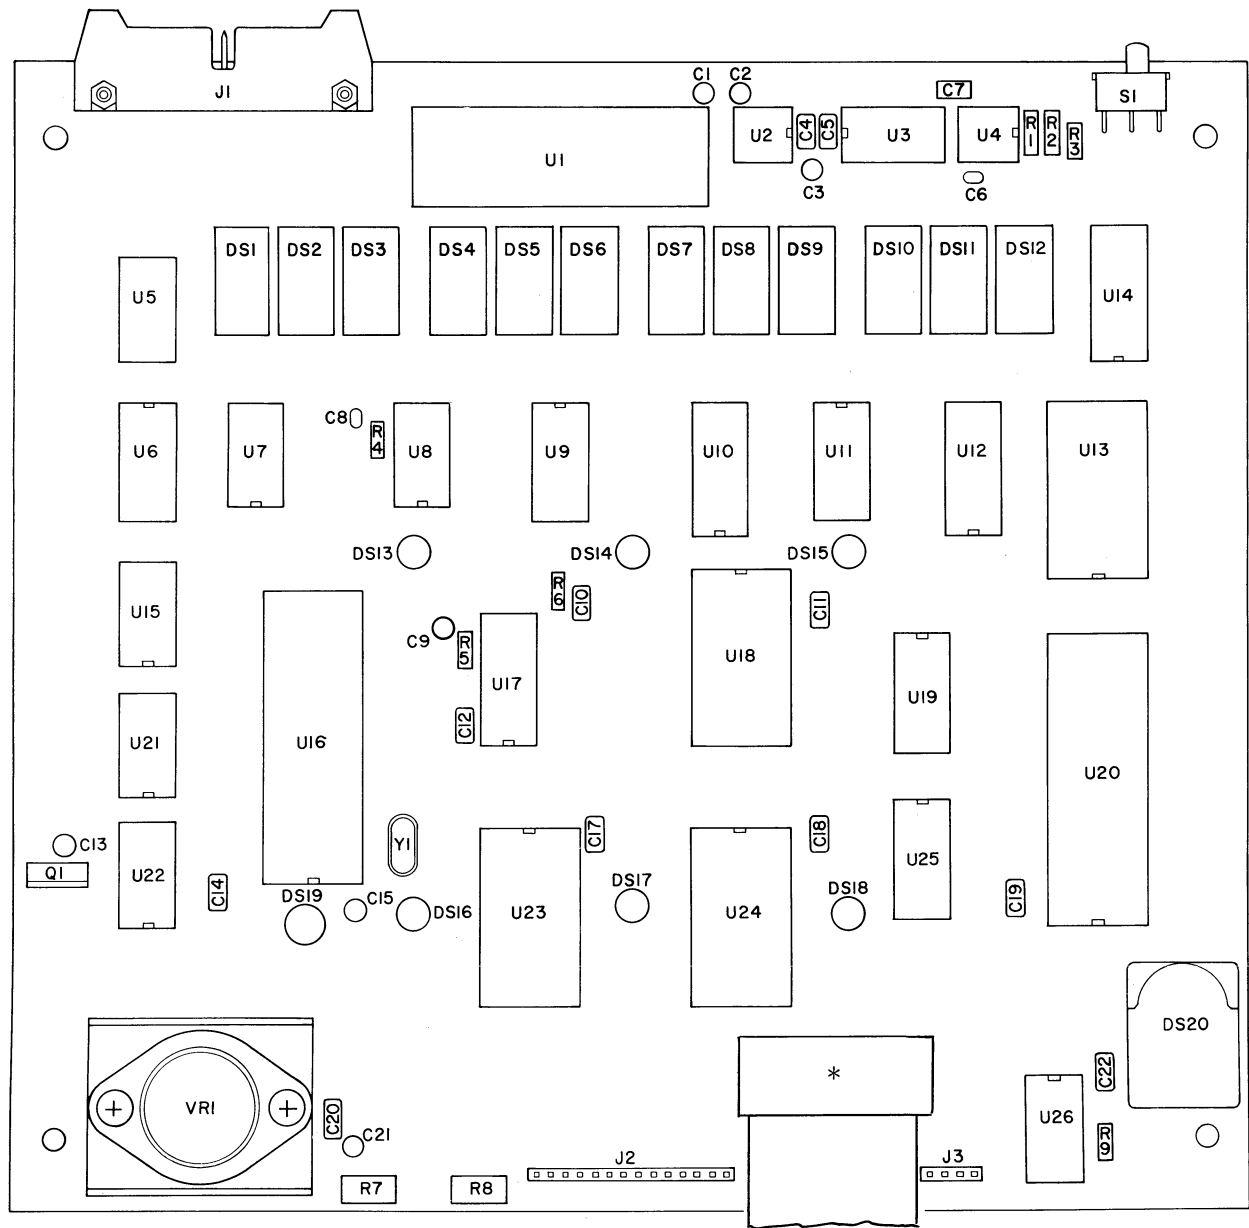 J1
C1 C2
C7
S1
U1
U2
C4
C5
U3
U4
R1
R2
R3
C3
C6
DS1 DS2 DS3 DS4 DS5 DS6 DS7 DS8 DS9 DS10 DS11 DS12
U5
U14
C8
R4
U6 U7 U8 U9 U10 U11 U12 U13
DS13 DS14 DS15
R6
C10
C11
U15
C9
R5
U17
U18
U19
C12
U16
U21
U20
C13
Q1
U22
C14
Y1
C17
C18
U25
C19
DS19
C15
DS16
U23
DS17
U24
DS18
DS20
VR1
C20
C21
*
U26
C22
R9
R7 R8
J2
J3